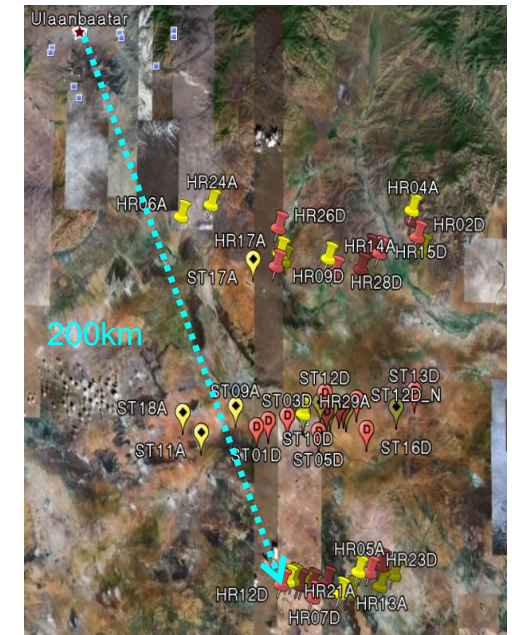 Ulaanbaatar
HR24A
HR06A
HR04A
HR26D
HR02D
HR17A
HR14A
HR15D
ST17A
HR09D
HR28D
200km
ST12D
ST13D
ST09A
ST03D
HR29A
ST12D_N
ST18A
ST10D
ST11A
ST01D
ST05D
ST16D
HR05A
HR23D
HR12D
HR21A
HR13A
HR07D